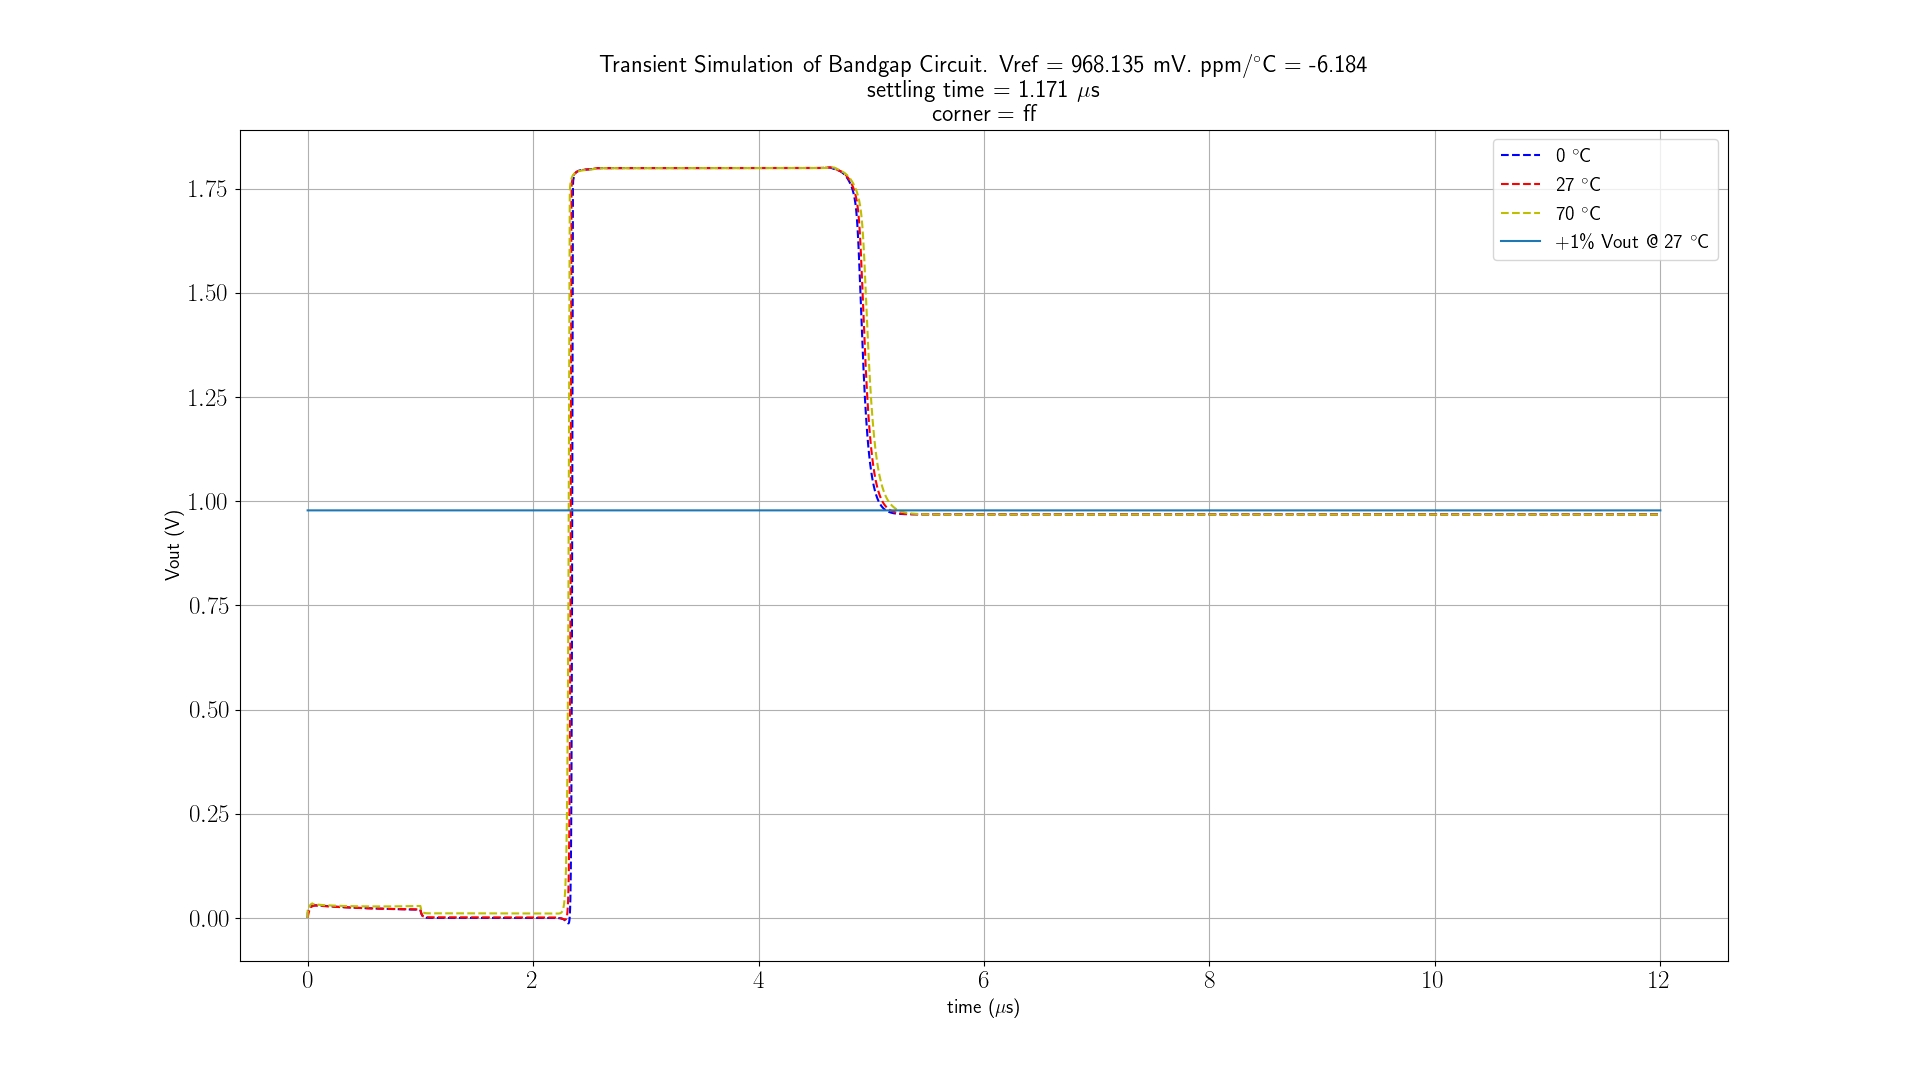 Transient Simulation of Bandgap Circuit. Vref = 968.135 mV. ppm/°C = -6.184
settling time = 1.171 μs
corner = ff
0 °C
27 °C
70 °C
+1% Vout @ 27 °C
1.75
1.50
1.25
1.00
0.75
0.50
0.25
0.00
Vout (V)
0 2 4 6 8 10 12
time (μs)